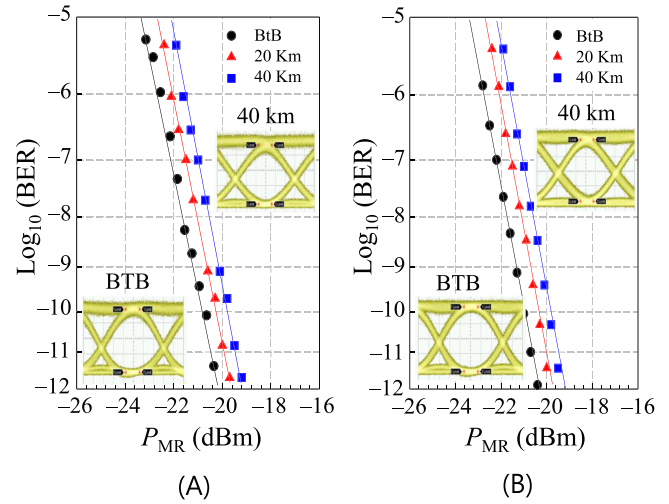 −5
−6
−7
−8
−9
−10
−11
−12
Log10 (BER)
BtB
20 Km
40 Km
40 km
BTB
−26
−24
−22
−20
−18
−16
PMR (dBm)
(A)
−5
−6
−7
−8
−9
−10
−11
−12
Log10 (BER)
BtB
20 Km
40 Km
40 km
BTB
−26
−24
−22
−20
−18
−16
PMR (dBm)
(B)